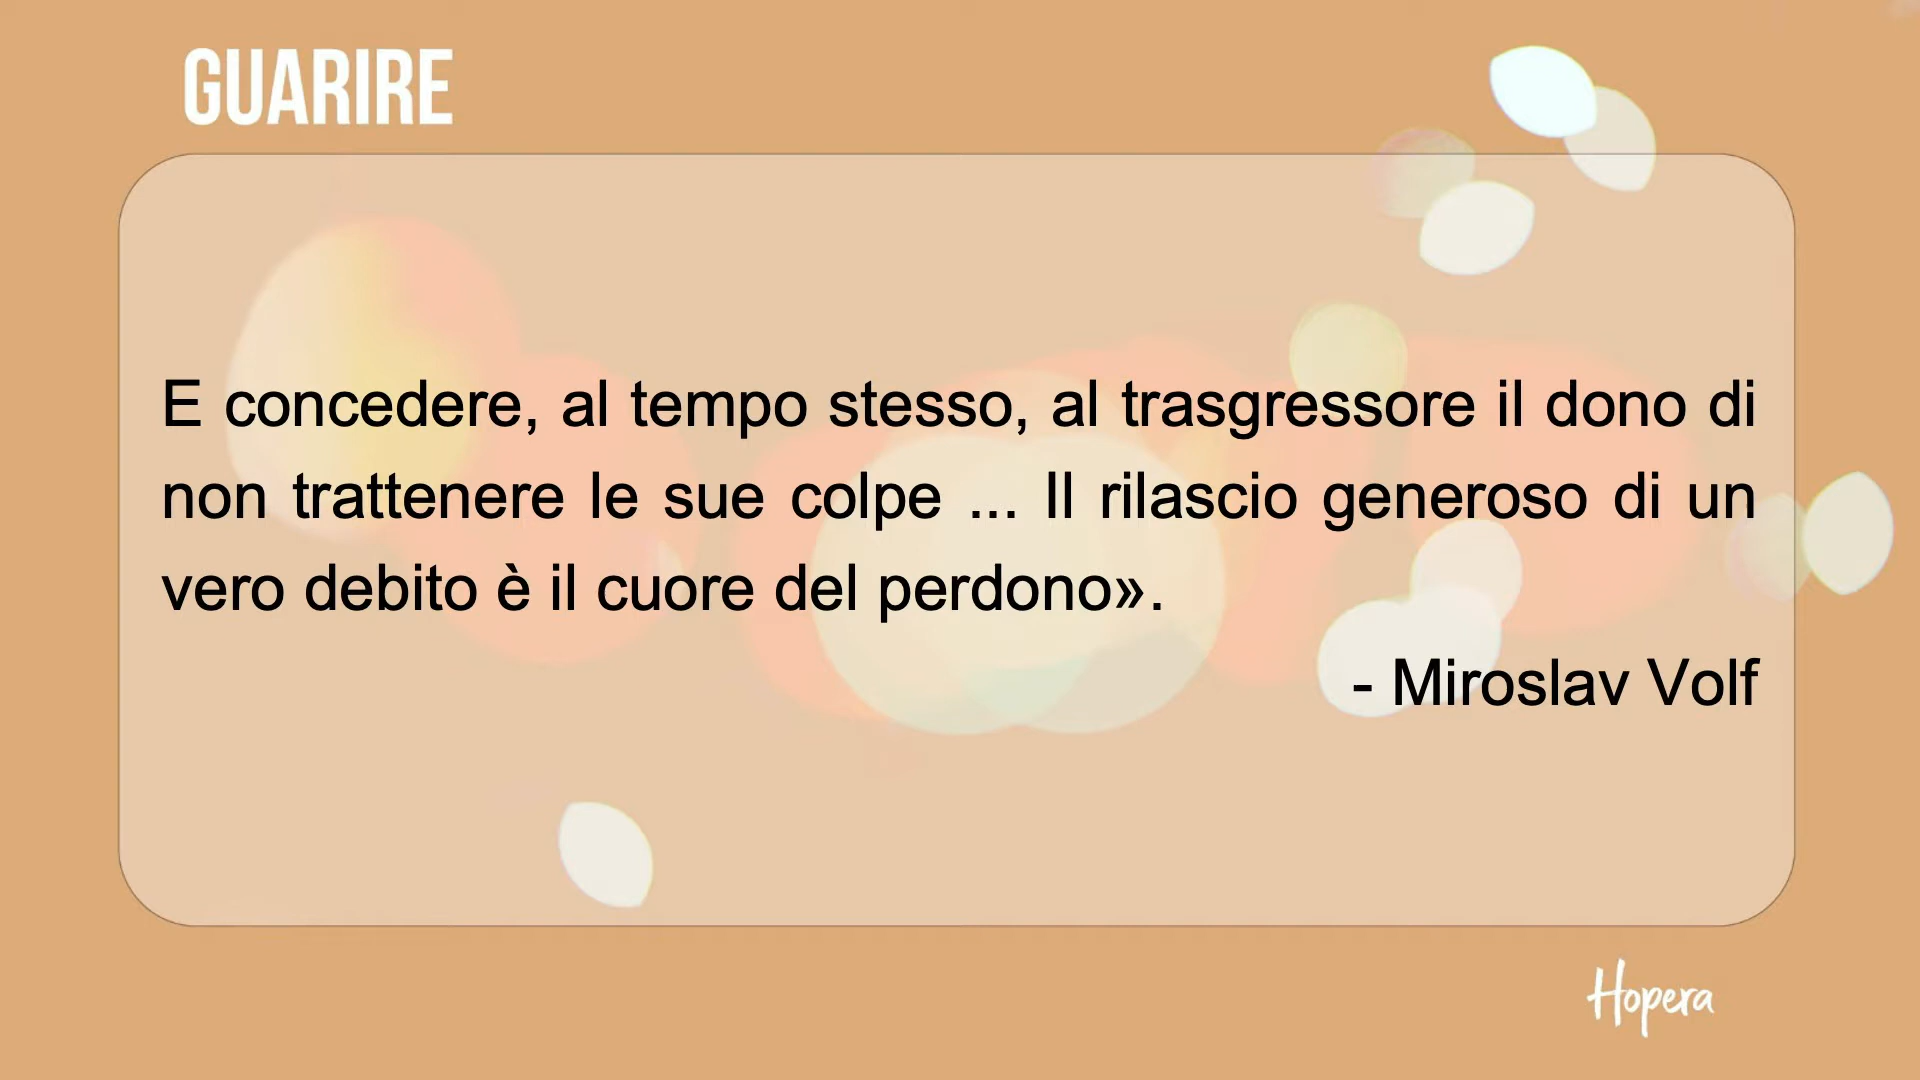 GUARIRE
E concedere, al tempo stesso, al trasgressore il dono di
non trattenere le sue colpe ... Il rilascio generoso di un
vero debito è il cuore del perdono».
- Miroslav Volf
Hopera